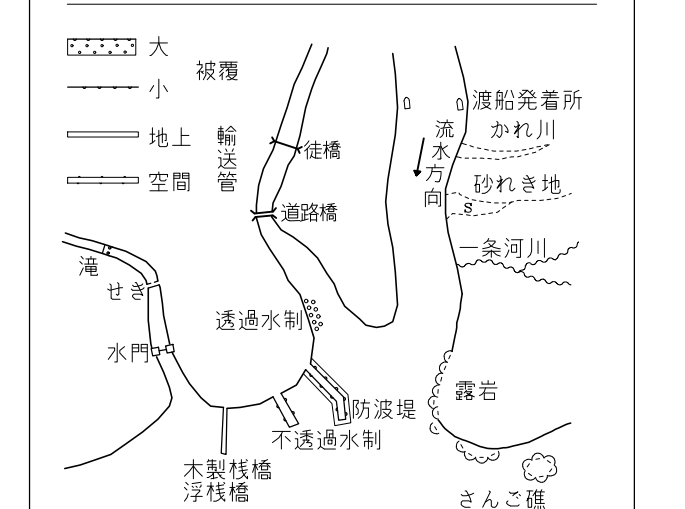 大
小
被覆
地上
空間
輸送管
徒橋
道路橋
渡船発着所
流水方向
かれ川
砂れき地
s
一条河川
滝
せき
水門
透過水制
防波堤
不透過水制
露岩
木製桟橋
浮桟橋
さんご礁